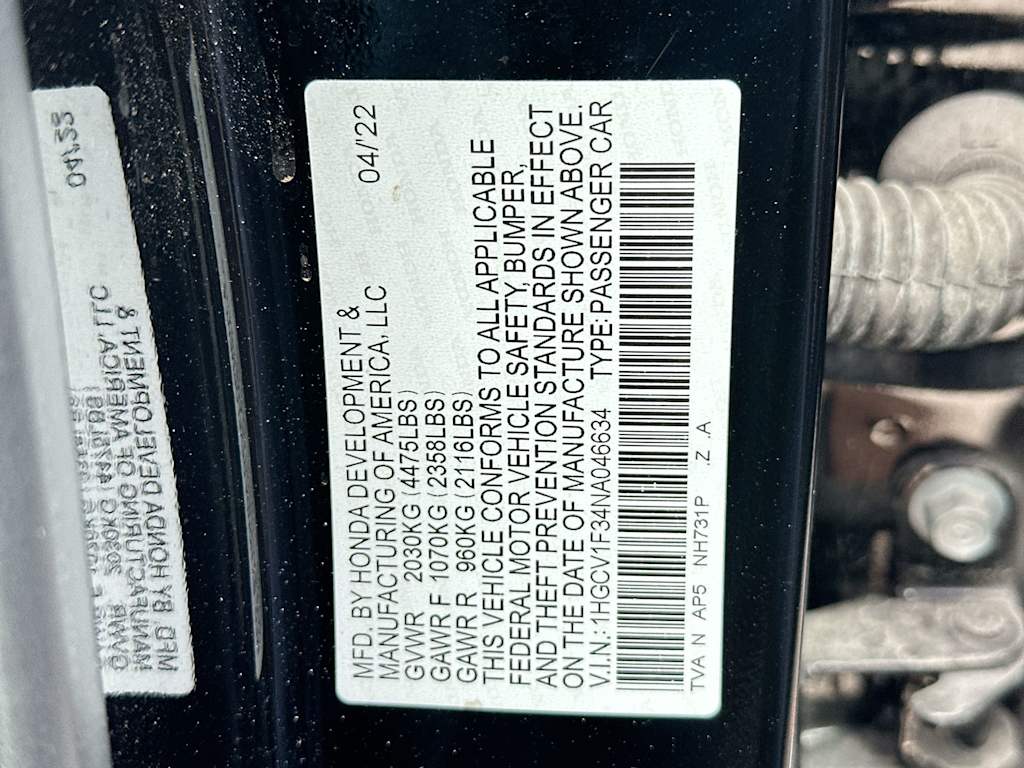 MFD. BY HONDA DEVELOPMENT & 04/'22
MANUFACTURING OF AMERICA, LLC
GVWR 2030KG (4475LBS)
GAWR F 1070KG (2358LBS)
GAWR R 960KG (2116LBS)
THIS VEHICLE CONFORMS TO ALL APPLICABLE
FEDERAL MOTOR VEHICLE SAFETY, BUMPER,
AND THEFT PREVENTION STANDARDS IN EFFECT
ON THE DATE OF MANUFACTURE SHOWN ABOVE.
V.I.N.:1HGCV1F34NA046634 TYPE:PASSENGER CAR
TVA N AP5 NH731P .Z .A